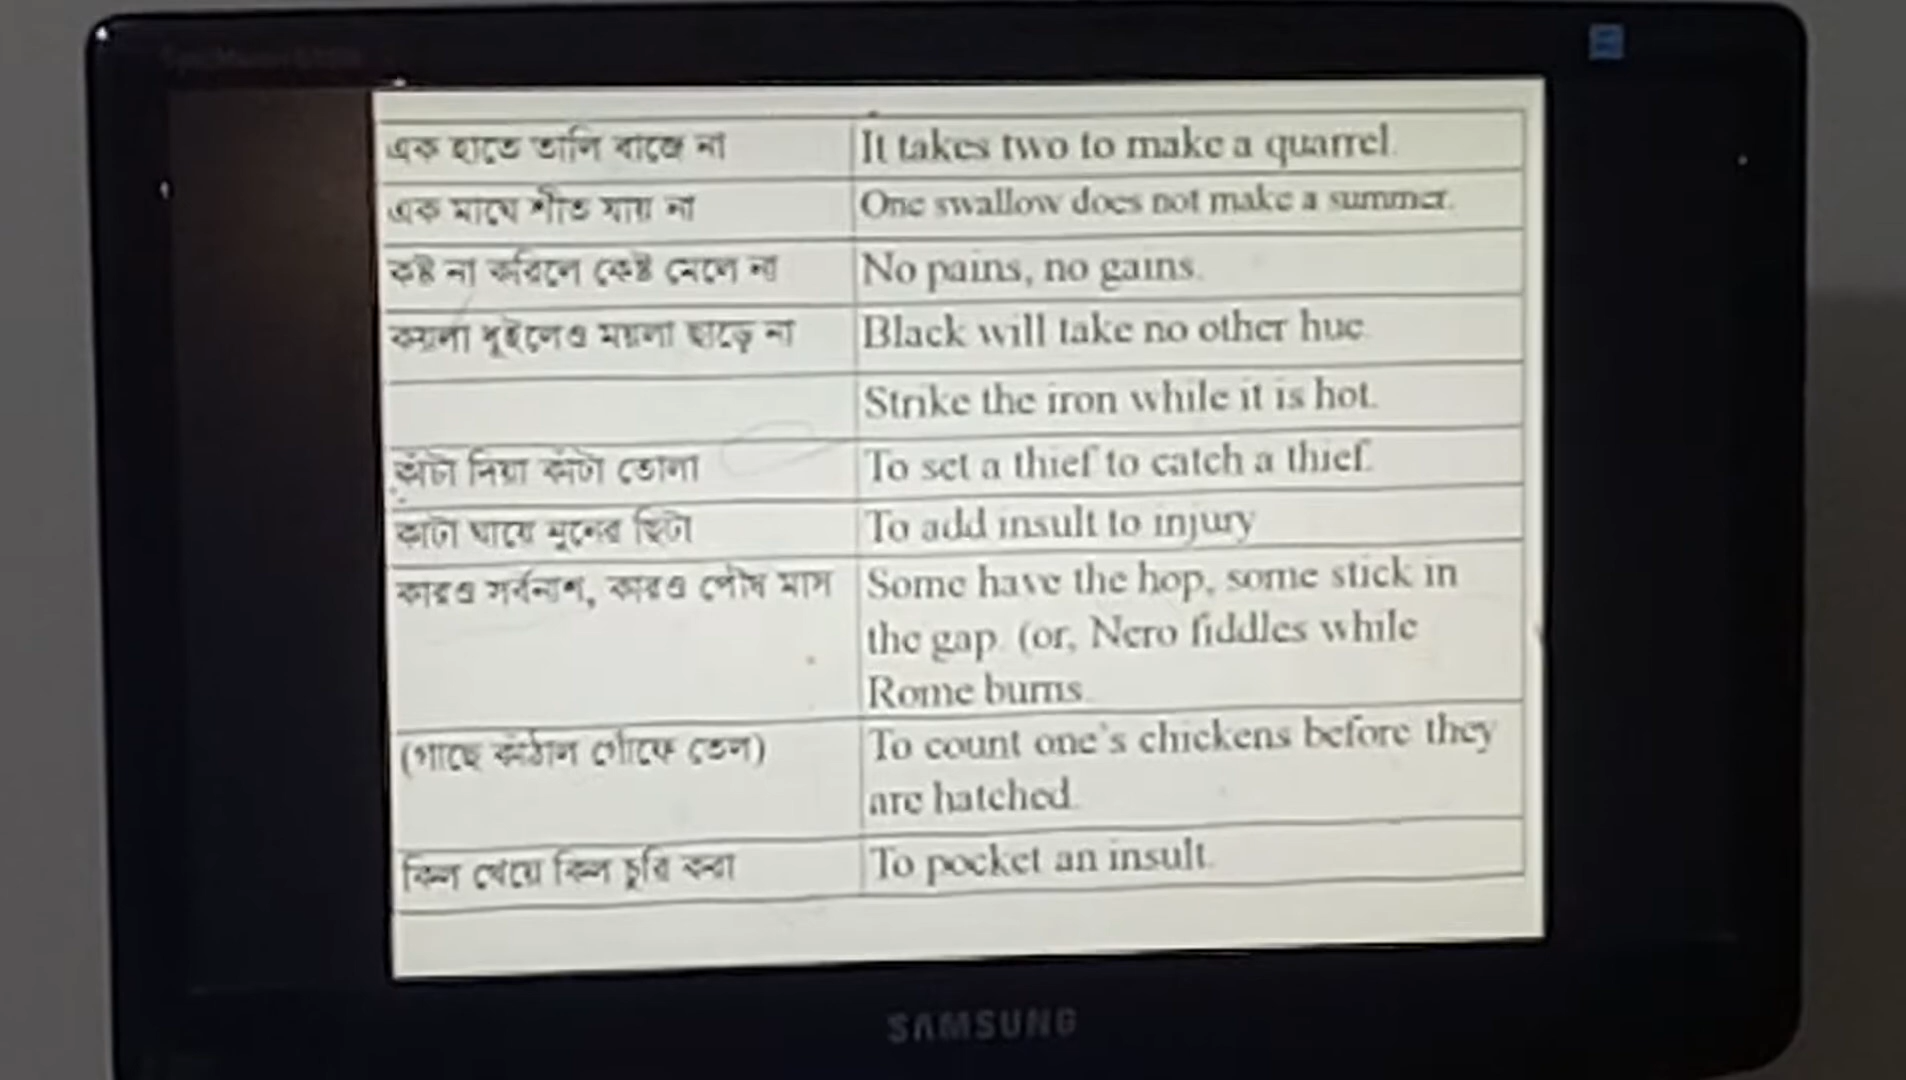 এক হাতে তালি বাজে না It takes two to make a quarrel.
এক মাঘে শীত যায় না One swallow does not make a summer.
কষ্ট না করিলে কেষ্ট মেলে না No pains, no gains.
কয়লা ধুইলেও ময়লা ছাড়ে না Black will take no other hue.
Strike the iron while it is hot.
কাঁটা দিয়া কাঁটা তোলা To set a thief to catch a thief.
কাটা ঘায়ে নুনের ছিটা To add insult to injury
কারও সর্বনাশ, কারও পৌষ মাস Some have the hop, some stick in
the gap. (or, Nero fiddles while
Rome burns.
(গাছে কাঁঠাল গোঁফে তেল) To count one's chickens before they
are hatched.
কিল খেয়ে কিল চুরি করা To pocket an insult.
SAMSUNG